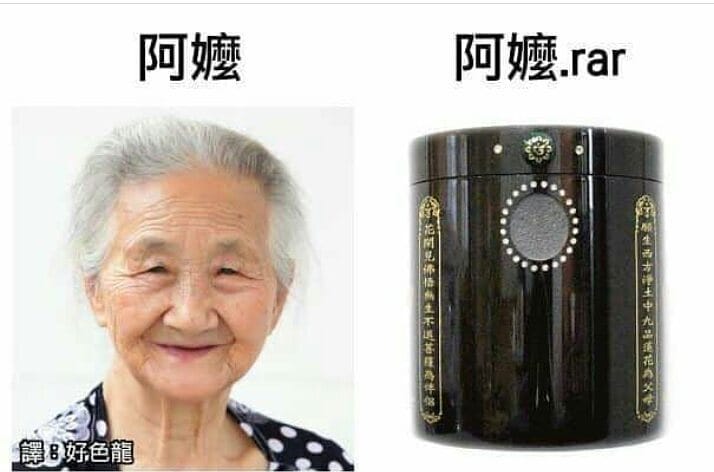 阿嬤
阿嬤.rar
願生西方淨土中九品蓮花為父母
花開見佛悟無生不退菩薩為伴侶
譯：好色龍